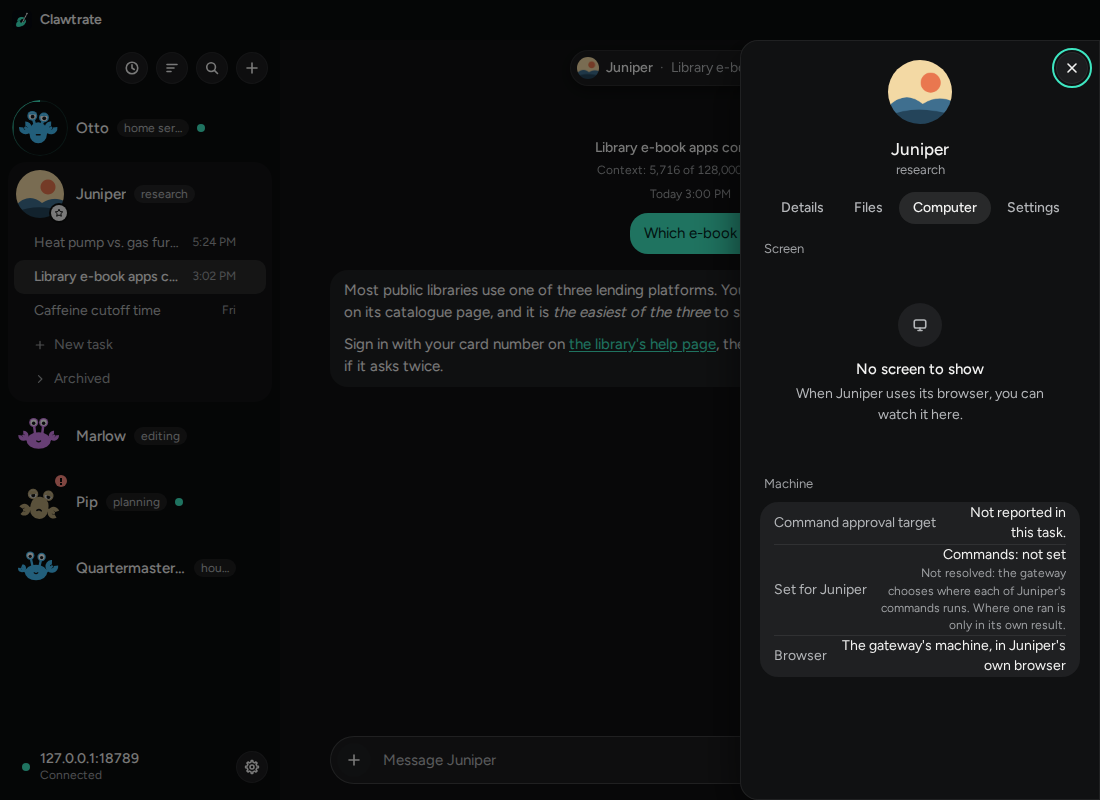 Clawtrate
Otto home ser...
Juniper research
Heat pump vs. gas fur... 5:24 PM
Library e-book apps c... 3:02 PM
Caffeine cutoff time Fri
New task
Archived
Marlow editing
Pip planning
Quartermaster... hou...
127.0.0.1:18789
Connected
Juniper · Library e-bo
Library e-book apps con
Context: 5,716 of 128,000
Today 3:00 PM
Which e-book
Most public libraries use one of three lending platforms. You
on its catalogue page, and it is the easiest of the three to s
Sign in with your card number on the library's help page, the
if it asks twice.
Message Juniper
Juniper
research
Details Files Computer Settings
Screen
No screen to show
When Juniper uses its browser, you can
watch it here.
Machine
Command approval target Not reported in
this task.
Set for Juniper
Commands: not set
Not resolved: the gateway
chooses where each of Juniper's
commands runs. Where one ran is
only in its own result.
Browser The gateway's machine, in Juniper's
own browser